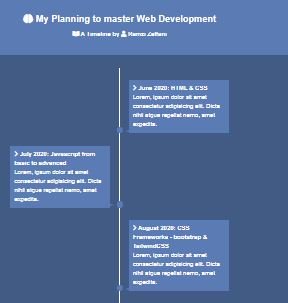 My Planning to master Web Development
A Timeline by Ramzi Zaifara
June 2020: HTML & CSS
Lorem, ipsum dolor sit amet
consectetur adipisicing elit. Dicta
nihil atque repellat nemo, amet
expedita.
July 2020: Javascript from
basic to advanced
Lorem, ipsum dolor sit amet
consectetur adipisicing elit. Dicta
nihil atque repellat nemo, amet
expedita.
August 2020: CSS
Frameworks - bootstrap &
TailwindCSS
Lorem, ipsum dolor sit amet
consectetur adipisicing elit. Dicta
nihil atque repellat nemo, amet
expedita.